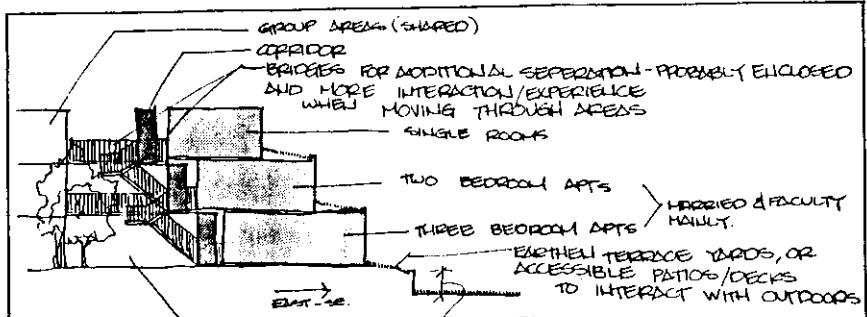 GROUP AREAS (SHARED)
CORRIDOR
BRIDGES FOR ADDITIONAL SEPERATION - PROBABLY ENCLOSED
AND MORE INTERACTION/EXPERIENCE
WHEN MOVING THROUGH AREAS
SINGLE ROOMS
TWO BEDROOM APTS
MARRIED & FACULTY
MAINLY.
THREE BEDROOM APTS
EARTHEN TERRACE YARDS, OR
ACCESSIBLE PATIOS/DECKS
TO INTERACT WITH OUTDOORS
EAST-SE.